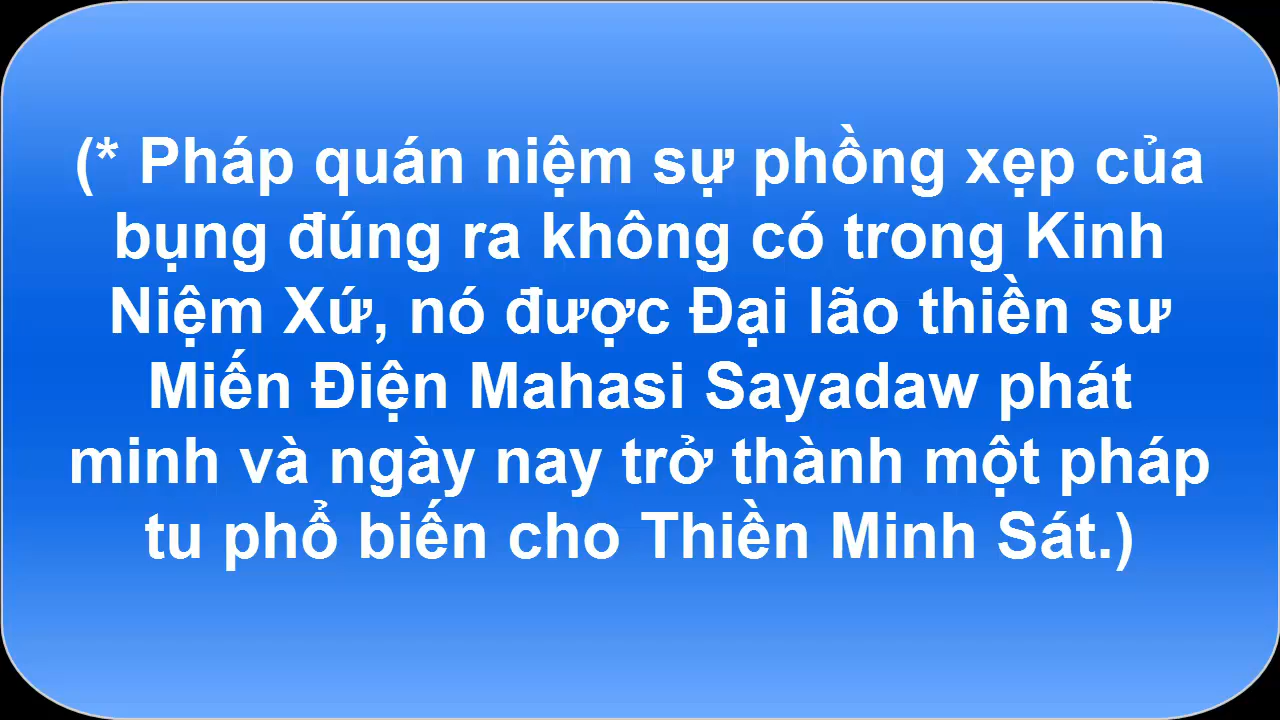 (* Pháp quán niệm sự phồng xẹp của
bụng đúng ra không có trong Kinh
Niệm Xứ, nó được Đại lão thiền sư
Miến Điện Mahasi Sayadaw phát
minh và ngày nay trở thành một pháp
tu phổ biến cho Thiền Minh Sát.)